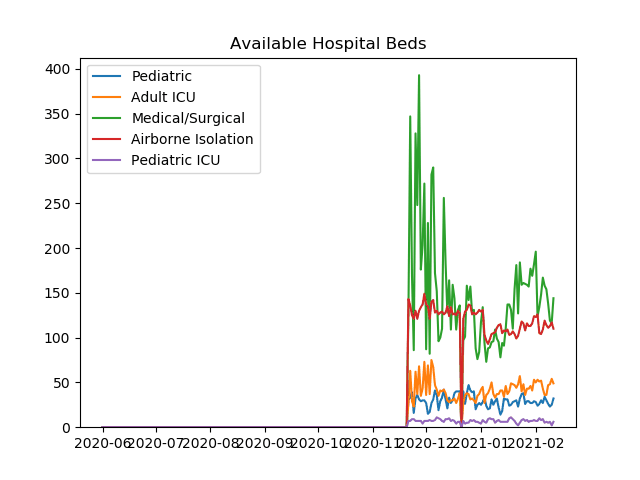 Available Hospital Beds
400
350
300
250
200
150
100
50
0
Pediatric
Adult ICU
Medical/Surgical
Airborne Isolation
Pediatric ICU
2020-06 2020-07 2020-08 2020-09 2020-10 2020-11 2020-12 2021-01 2021-02